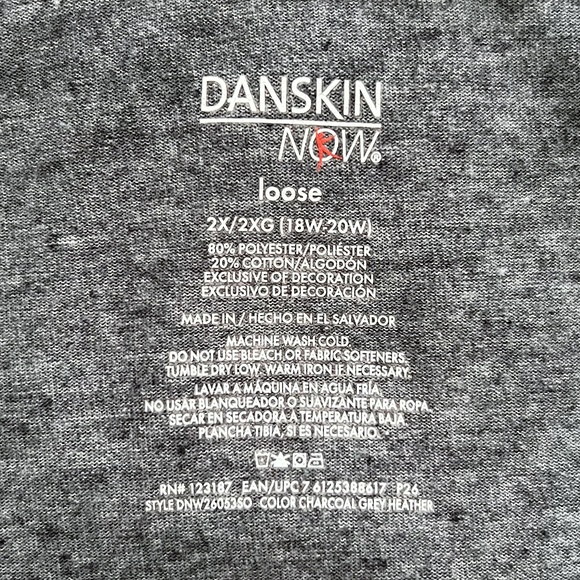 DANSKIN
NOW®
loose
2X/2XG (18W-20W)
80% POLYESTER/POLIÉSTER
20% COTTON/ALGODÓN
EXCLUSIVE OF DECORATION
EXCLUSIVO DE DECORACIÓN
MADE IN / HECHO EN EL SALVADOR
MACHINE WASH COLD.
DO NOT USE BLEACH OR FABRIC SOFTENERS.
TUMBLE DRY LOW. WARM IRON IF NECESSARY.
LAVAR A MÁQUINA EN AGUA FRÍA.
NO USAR BLANQUEADOR O SUAVIZANTE PARA ROPA.
SECAR EN SECADORA A TEMPERATURA BAJA.
PLANCHA TIBIA, SI ES NECESARIO.
RN# 123187 EAN/UPC 7 6125388617 P26
STYLE DNW26053SO COLOR CHARCOAL GREY HEATHER